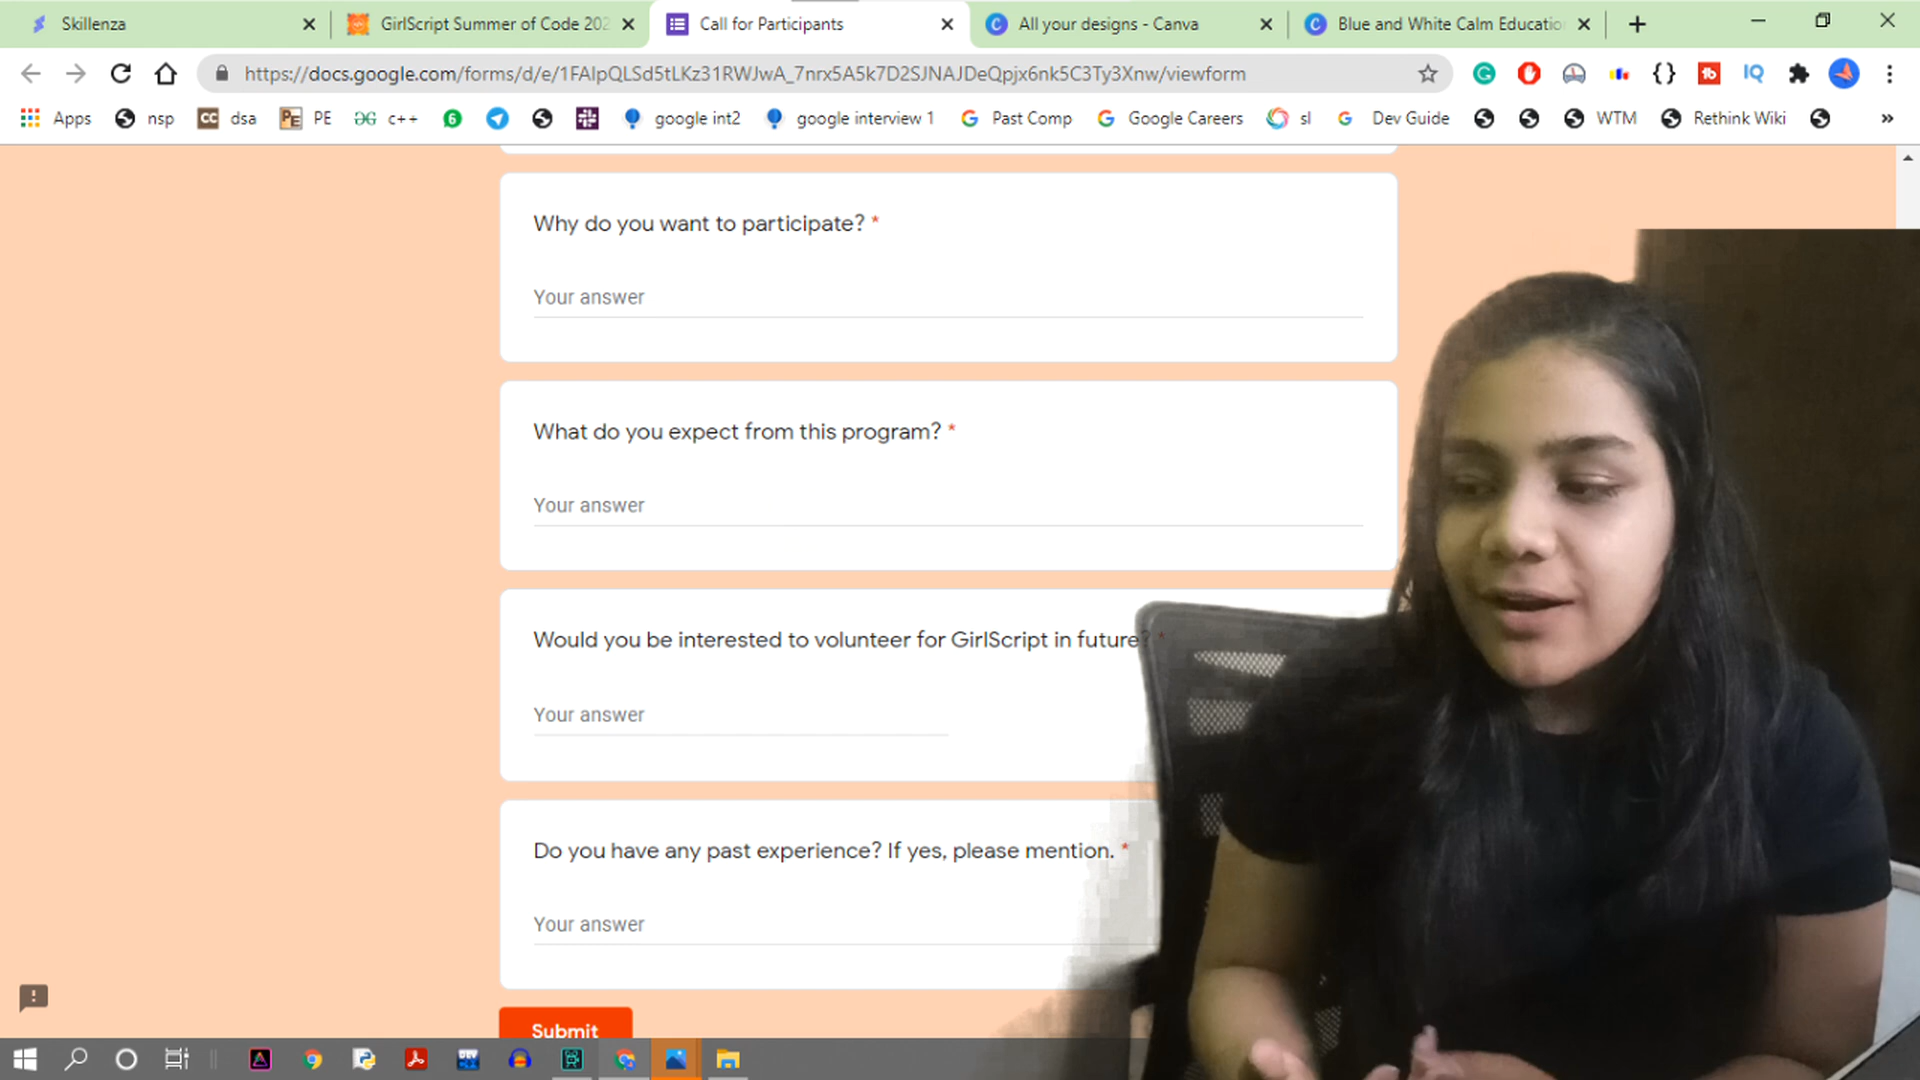 Skillenza
GirlScript Summer of Code 202
Call for Participants
All your designs - Canva
Blue and White Calm Educatio
https://docs.google.com/forms/d/e/1FAIpQLSd5tLKz31RWJwA_7nrx5A5k7D2SJNAJDeQpjx6nk5C3Ty3Xnw/viewform
Apps nsp CC dsa PE PE c++ 6 google int2 google interview 1 Past Comp Google Careers sl Dev Guide WTM Rethink Wiki »
Why do you want to participate? *
Your answer
What do you expect from this program? *
Your answer
Would you be interested to volunteer for GirlScript in future? *
Your answer
Do you have any past experience? If yes, please mention. *
Your answer
Submit